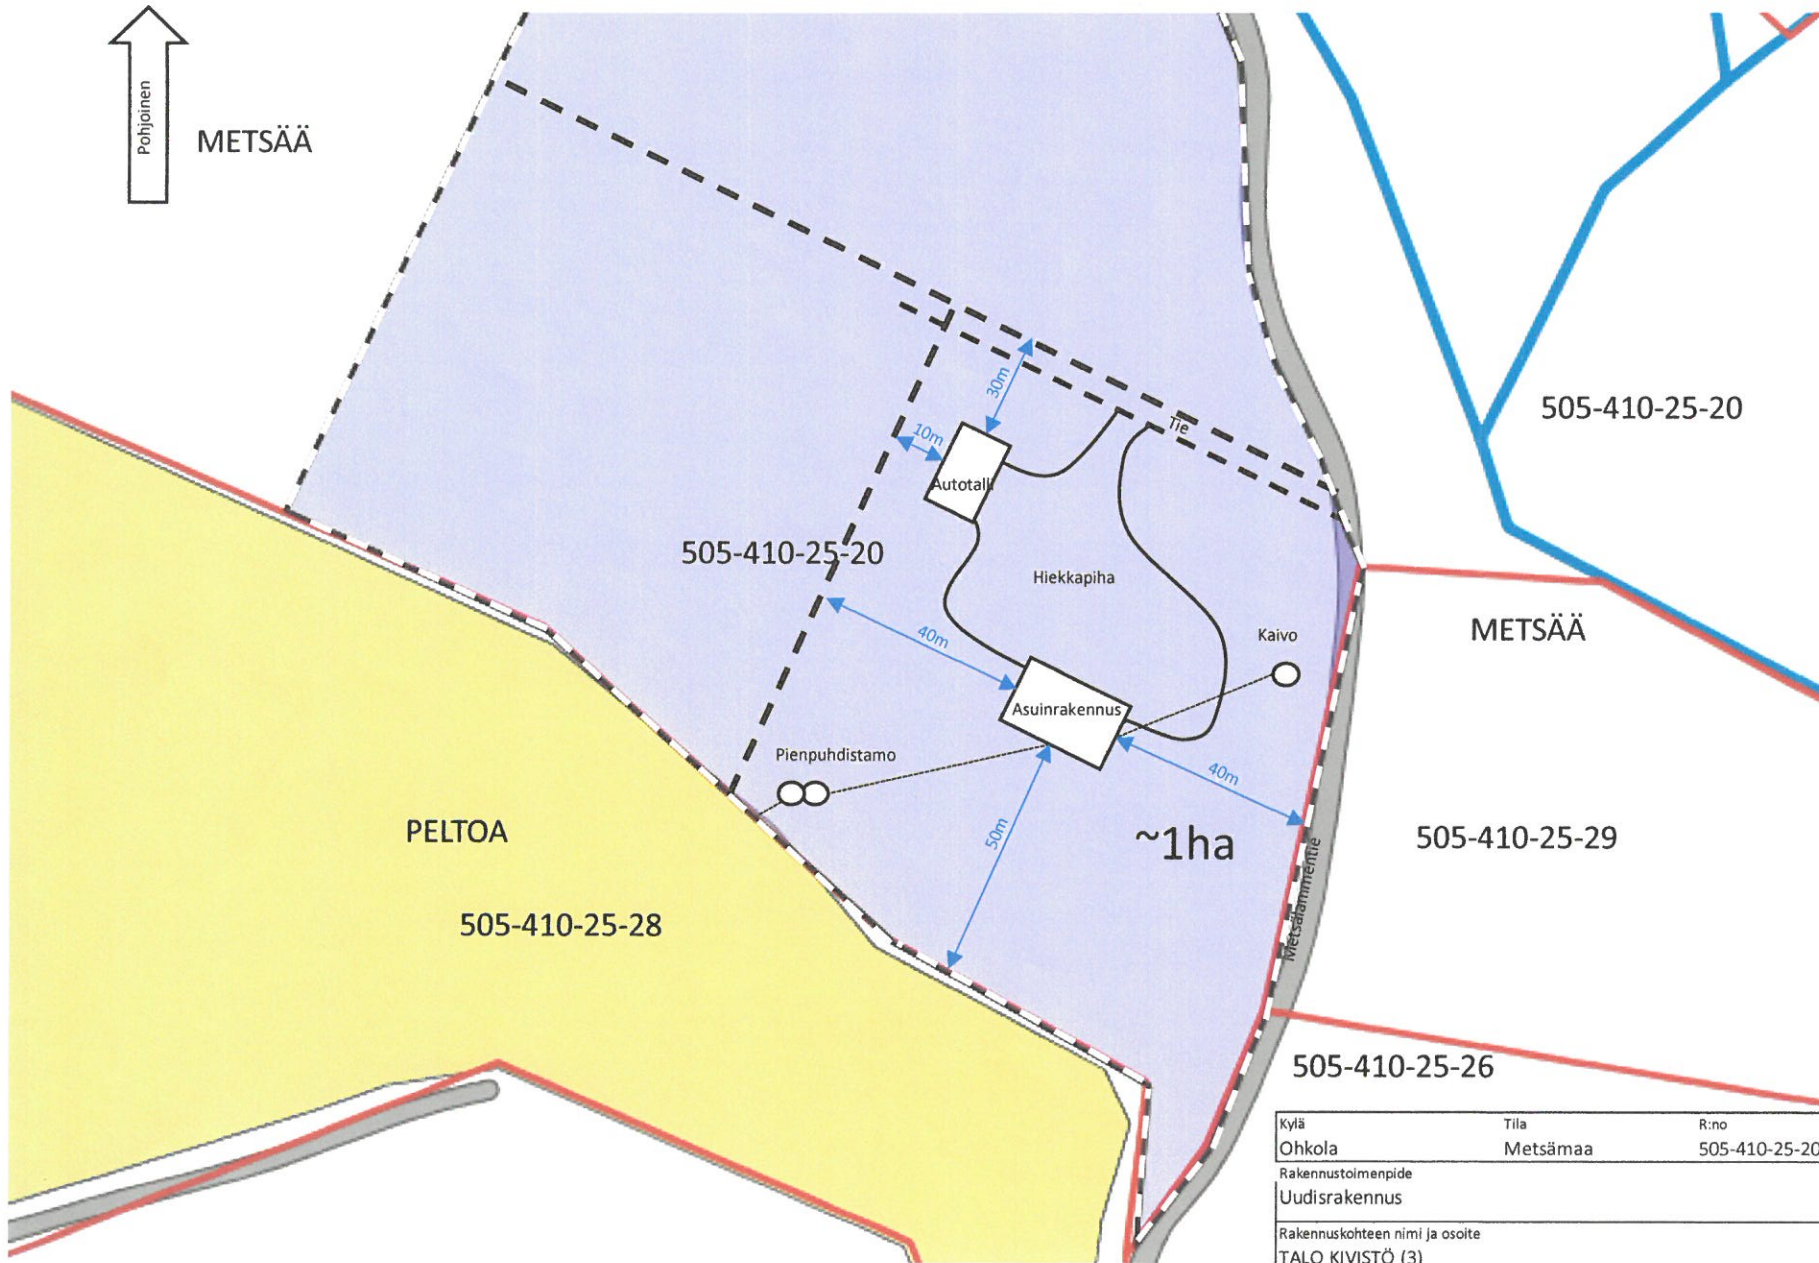 Pohjoinen
METSÄÄ
30m
10m
Tie
505-410-25-20
Autotalli
505-410-25-20
Hiekkapiha
METSÄÄ
Kaivo
40m
Asuinrakennus
Pienpuhdistamo
40m
PELTOA
50m
~1ha
505-410-25-29
Metsälammentie
505-410-25-28
505-410-25-26
Kylä Tila R:no
Ohkola Metsämaa 505-410-25-20
Rakennustoimenpide
Uudisrakennus
Rakennuskohteen nimi ja osoite
TALO KIVISTÖ (3)